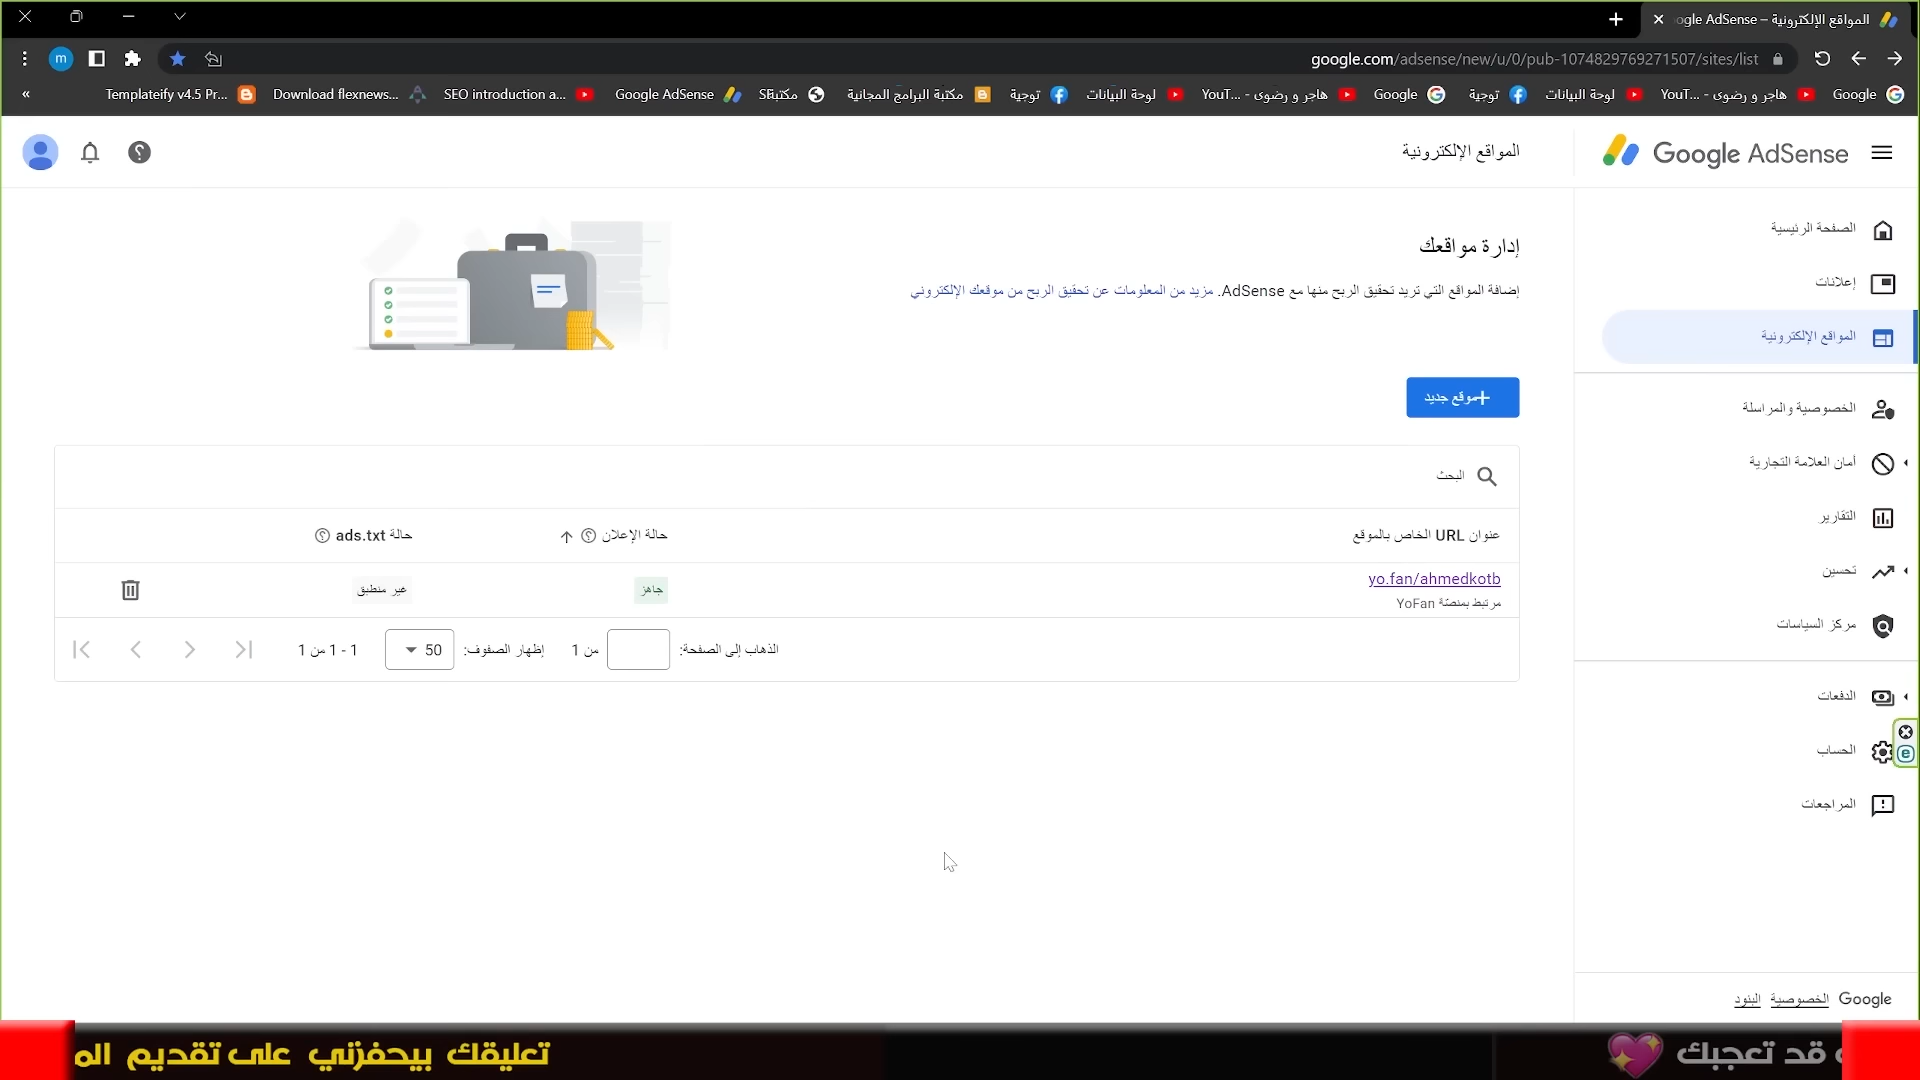 المواقع الإلكترونية – ogle AdSense
google.com/adsense/new/u/0/pub-1074829769271507/sites/list
m
Google
هاجر و رضوى - YouT...
لوحة البيانات
توجية
Google
هاجر و رضوى - YouT...
لوحة البيانات
توجية
مكتبة البرامج المجانية
Google AdSense
SEO introduction a...
Download flexnews...
Templateify v4.5 Pr...
Google AdSense
المواقع الإلكترونية
الصفحة الرئيسية
إعلانات
المواقع الإلكترونية
الخصوصية والمراسلة
أمان العلامة التجارية
التقارير
تحسين
مركز السياسات
الدفعات
الحساب
المراجعات
Google الخصوصية البنود
إدارة مواقعك
إضافة المواقع التي تريد تحقيق الربح منها مع AdSense. مزيد من المعلومات عن تحقيق الربح من موقعك الإلكتروني
موقع جديد
البحث
عنوان URL الخاص بالموقع
حالة الإعلان
حالة ads.txt
yo.fan/ahmedkotb
مرتبط بمنصّة YoFan
جاهز
غير منطبق
الذهاب إلى الصفحة: من 1
إظهار الصفوف: 50
1 - 1 من 1
قد تعجبك
تعليقك بيحفزني على تقديم الم